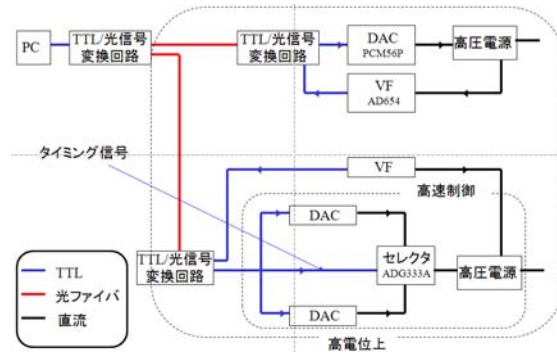 PC
TTL/光信号
変換回路
TTL/光信号
変換回路
DAC
PCM56P
高圧電源
VF
AD654
タイミング信号
VF
高速制御
DAC
TTL/光信号
変換回路
セレクタ
ADG333A
高圧電源
DAC
TTL
光ファイバ
直流
高電位上